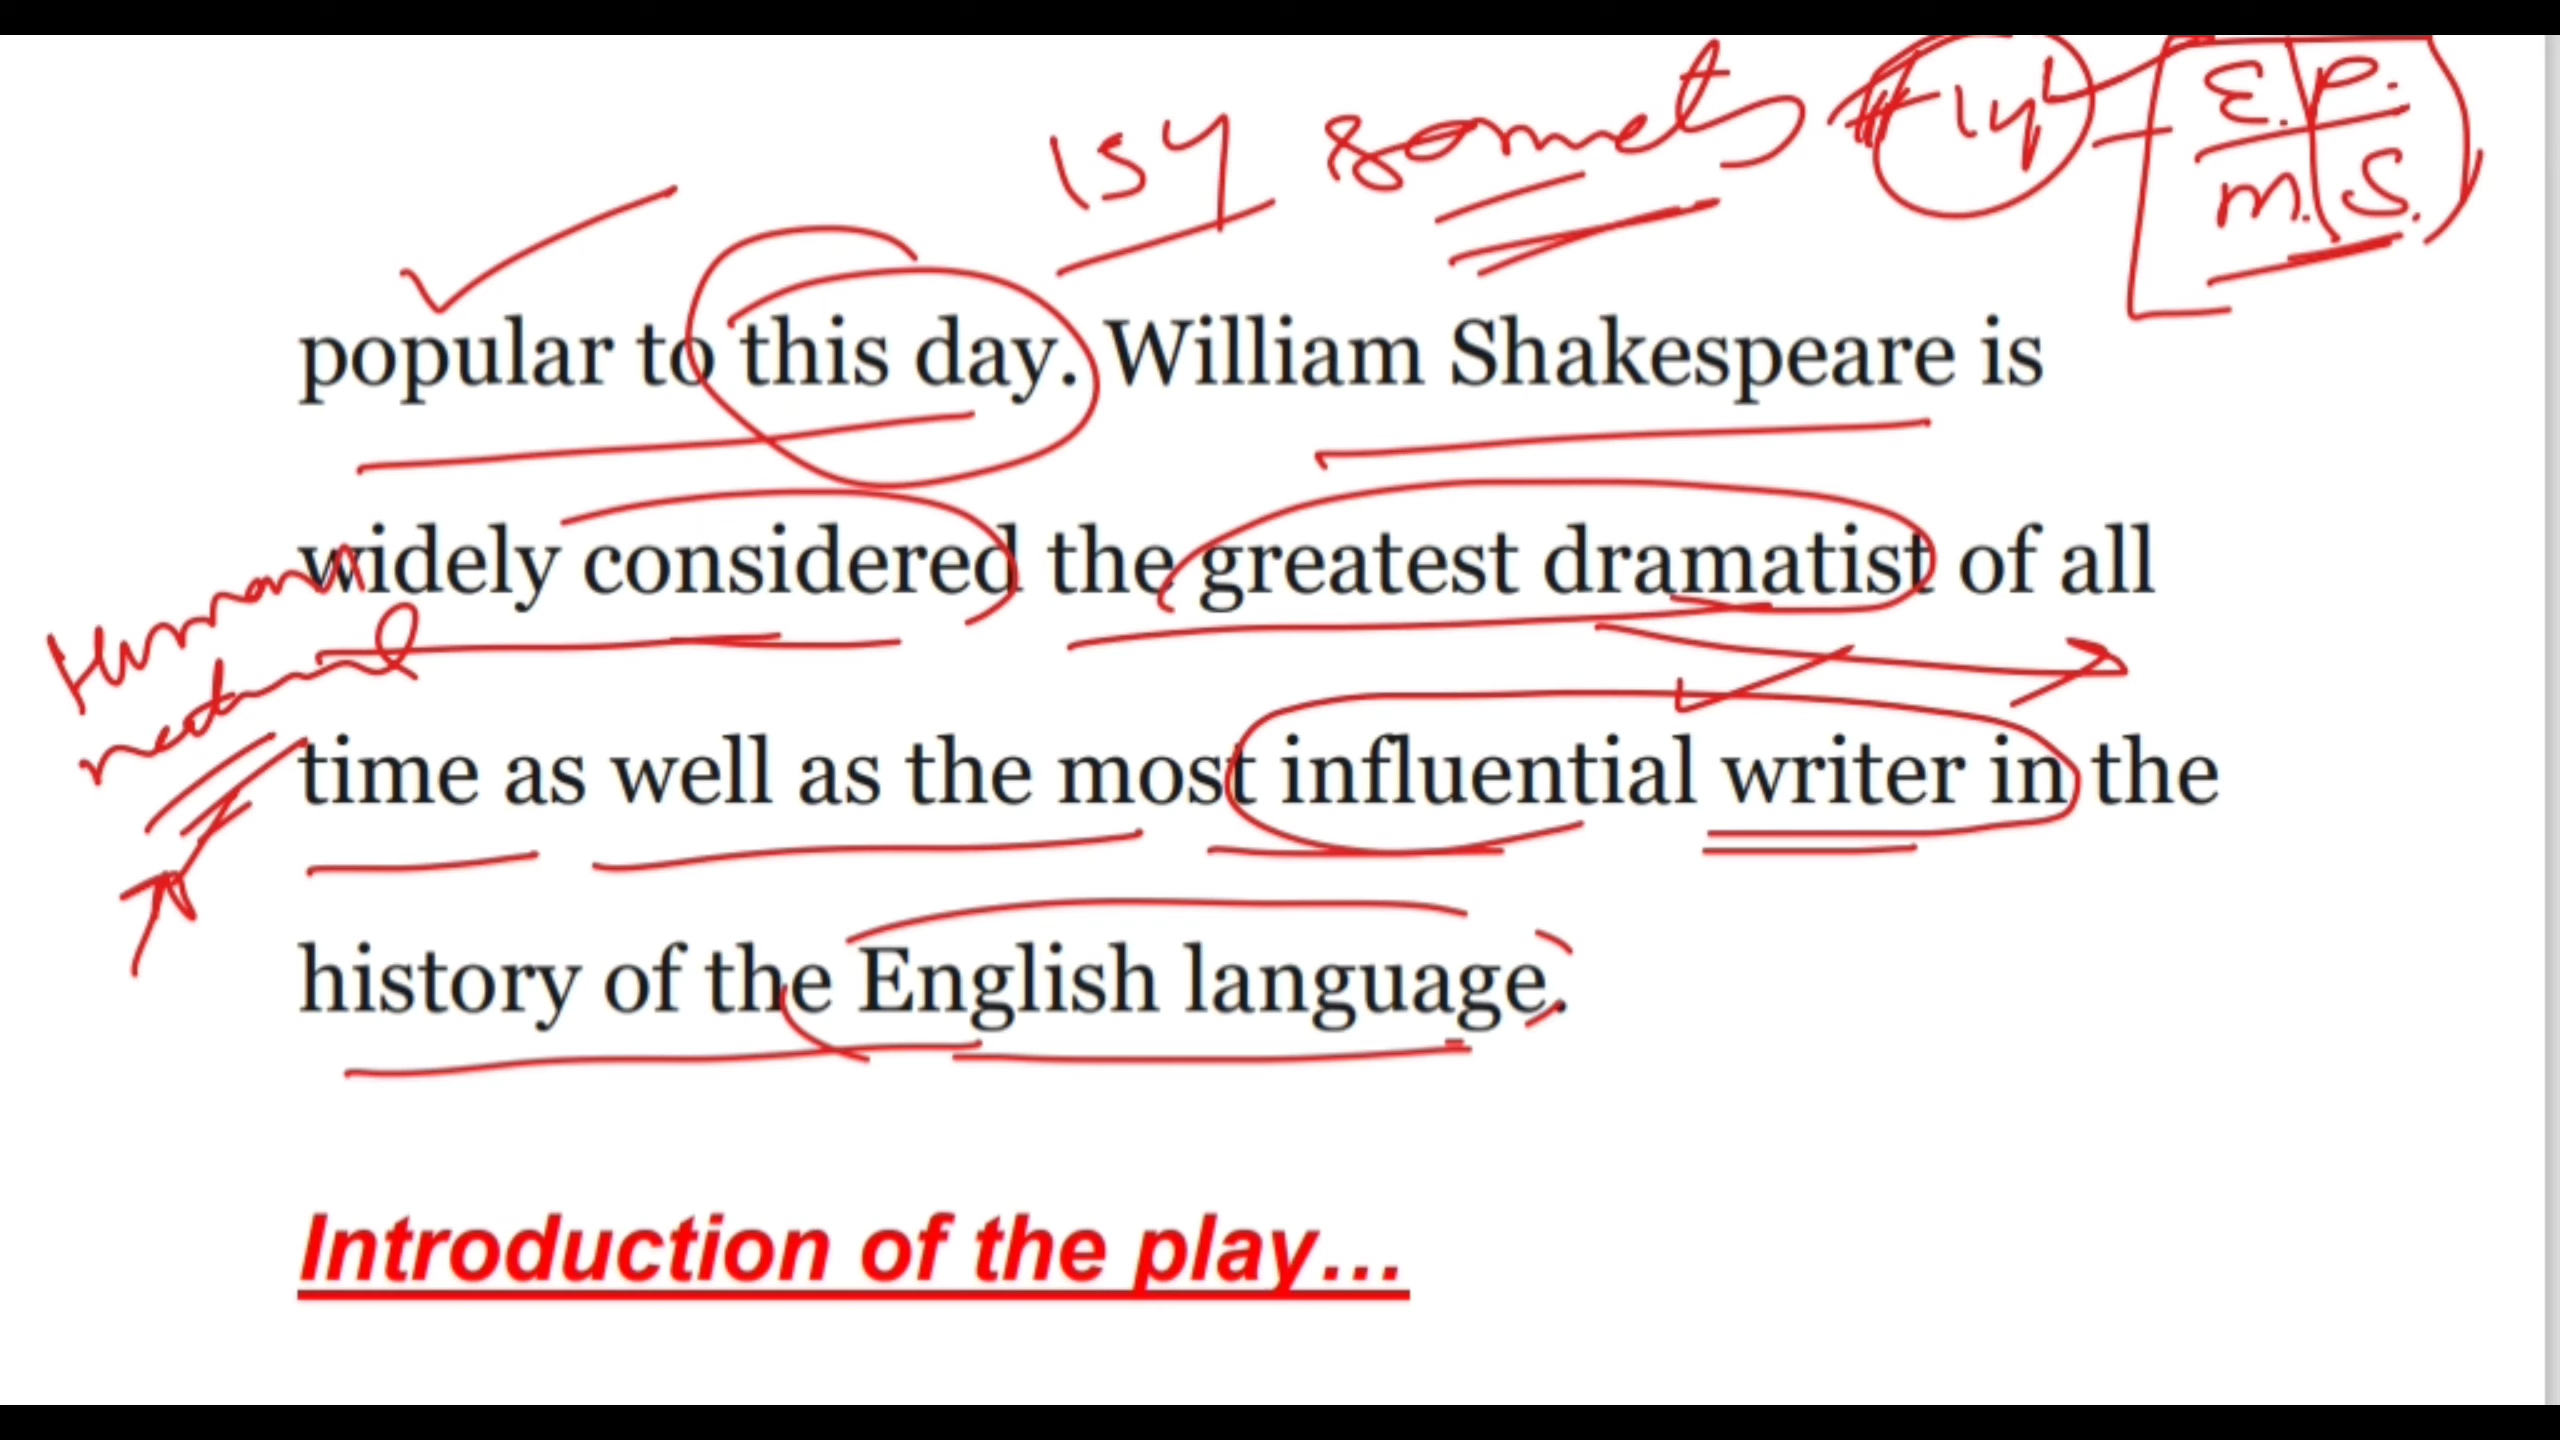 154 sonnets
E. P.
M. S.
popular to this day. William Shakespeare is
widely considered the greatest dramatist of all
Human
time as well as the most influential writer in the
history of the English language.
Introduction of the play...